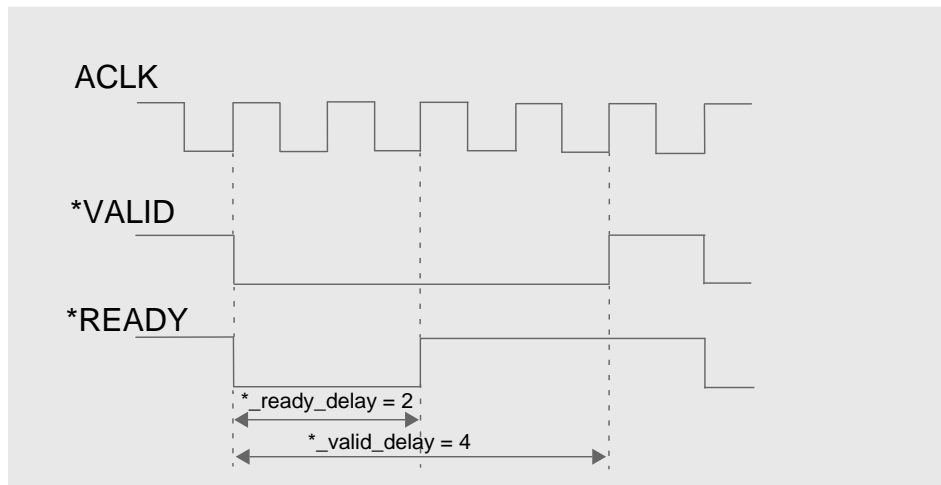 ACLK
*VALID
*READY
*_ready_delay = 2
*_valid_delay = 4